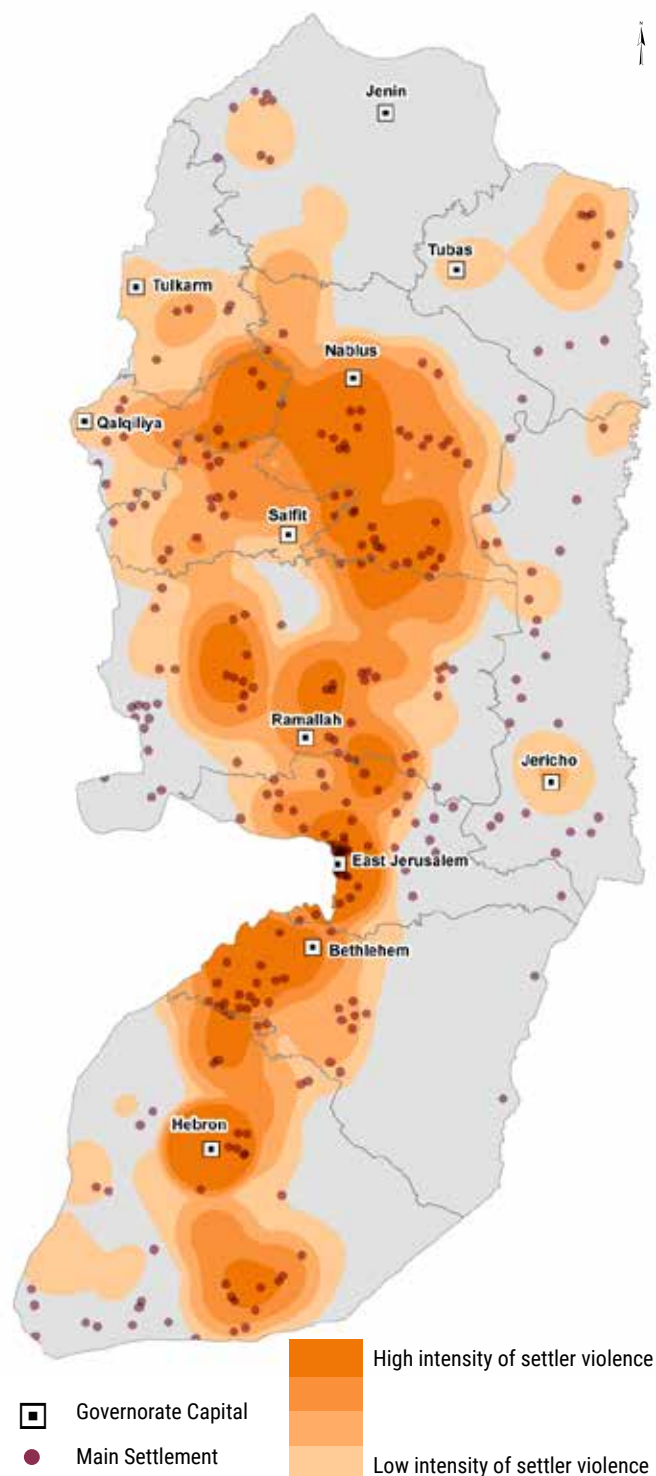 N
Jenin
Tubas
Tulkarm
Nablus
Qalqiliya
Salfit
Ramallah
Jericho
East Jerusalem
Bethlehem
Hebron
High intensity of settler violence
Governorate Capital
Main Settlement
Low intensity of settler violence